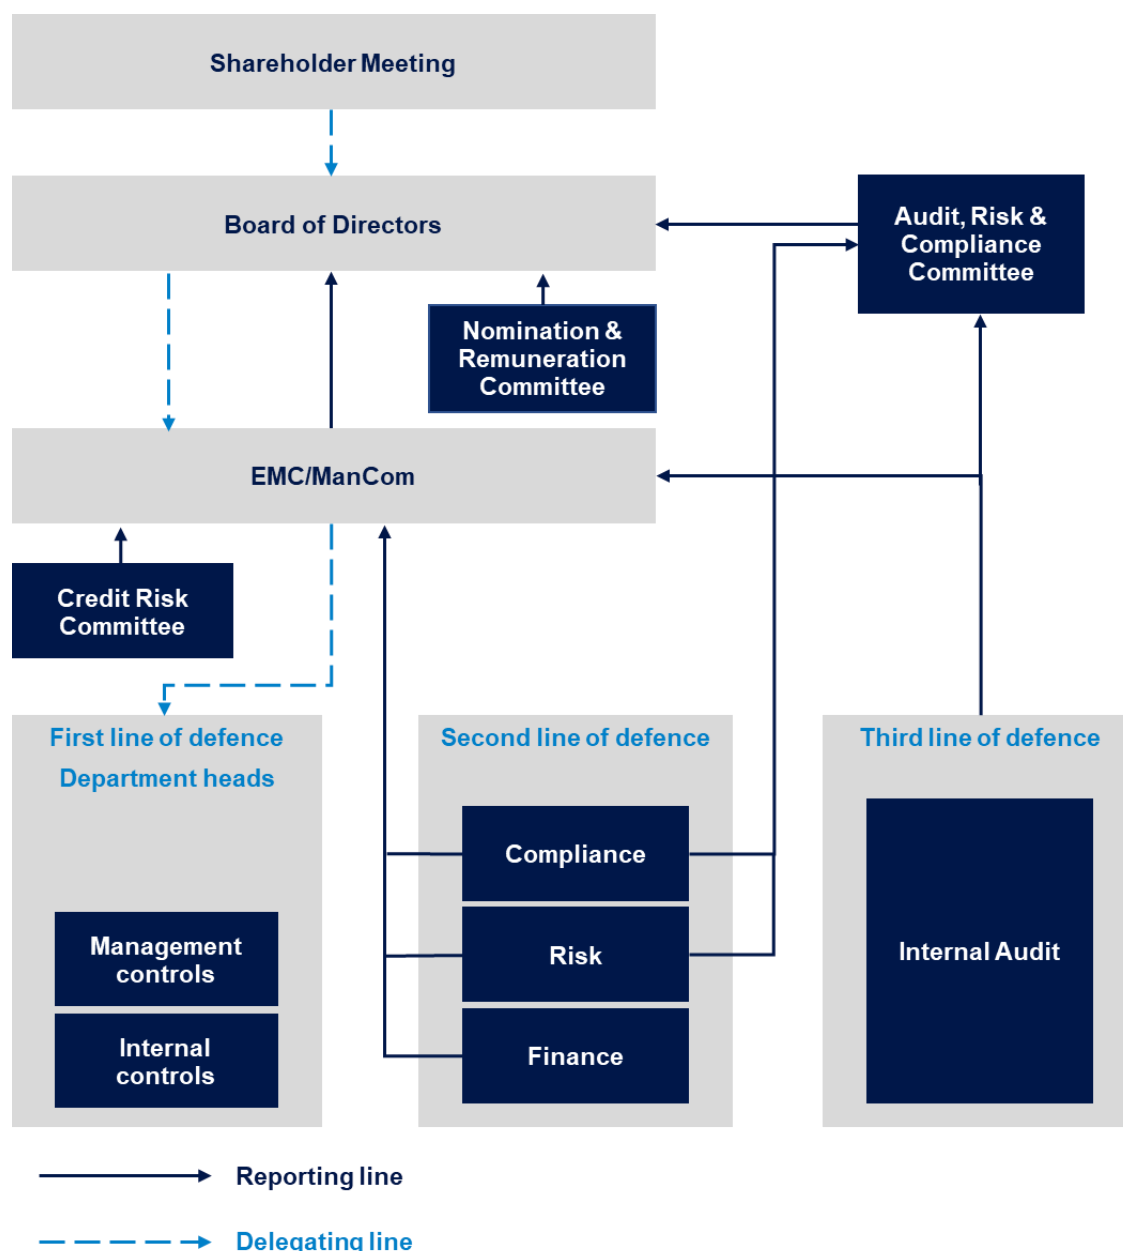 Shareholder Meeting
Board of Directors
Audit, Risk &
Compliance
Committee
Nomination &
Remuneration
Committee
EMC/ManCom
Credit Risk
Committee
First line of defence
Department heads
Management
controls
Internal
controls
Second line of defence
Compliance
Risk
Finance
Third line of defence
Internal Audit
Reporting line
Delegating line